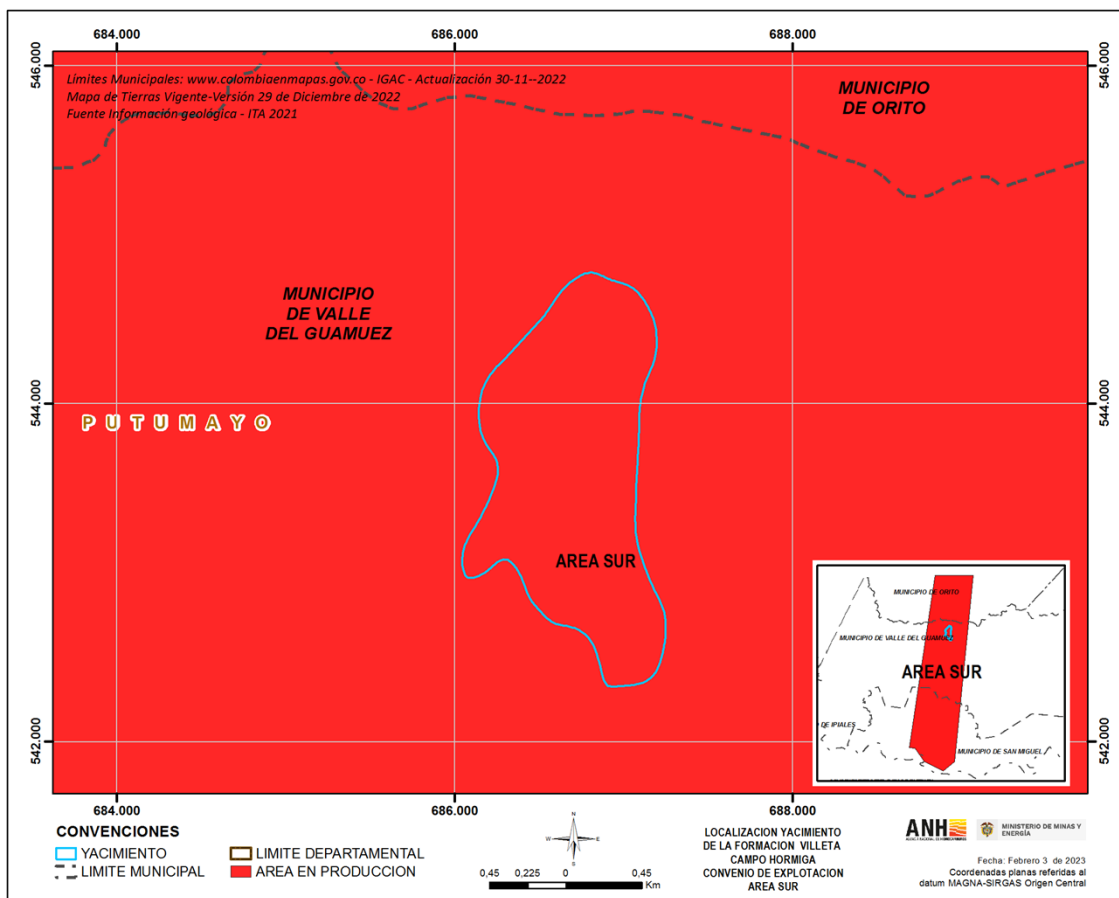 684.000
686.000
688.000
546.000
546.000
Límites Municipales: www.colombiaenmapas.gov.co - IGAC - Actualización 30-11--2022
Mapa de Tierras Vigente-Versión 29 de Diciembre de 2022
Fuente Información geológica - ITA 2021
MUNICIPIO
DE ORITO
MUNICIPIO
DE VALLE
DEL GUAMUEZ
544.000
544.000
PUTUMAYO
AREA SUR
MUNICIPIO DE ORITO
MUNICIPIO DE VALLE DEL GUAMUEZ
AREA SUR
O DE IPIALES
MUNICIPIO DE SAN MIGUEL
542.000
542.000
684.000
686.000
688.000
CONVENCIONES
YACIMIENTO
LIMITE DEPARTAMENTAL
LIMITE MUNICIPAL
AREA EN PRODUCCION
N
W
E
S
0,45 0,225 0 0,45
Km
LOCALIZACION YACIMIENTO
DE LA FORMACION VILLETA
CAMPO HORMIGA
CONVENIO DE EXPLOTACION
AREA SUR
ANH
MINISTERIO DE MINAS Y
ENERGÍA
Fecha: Febrero 3 de 2023
Coordenadas planas referidas al
datum MAGNA-SIRGAS Origen Central